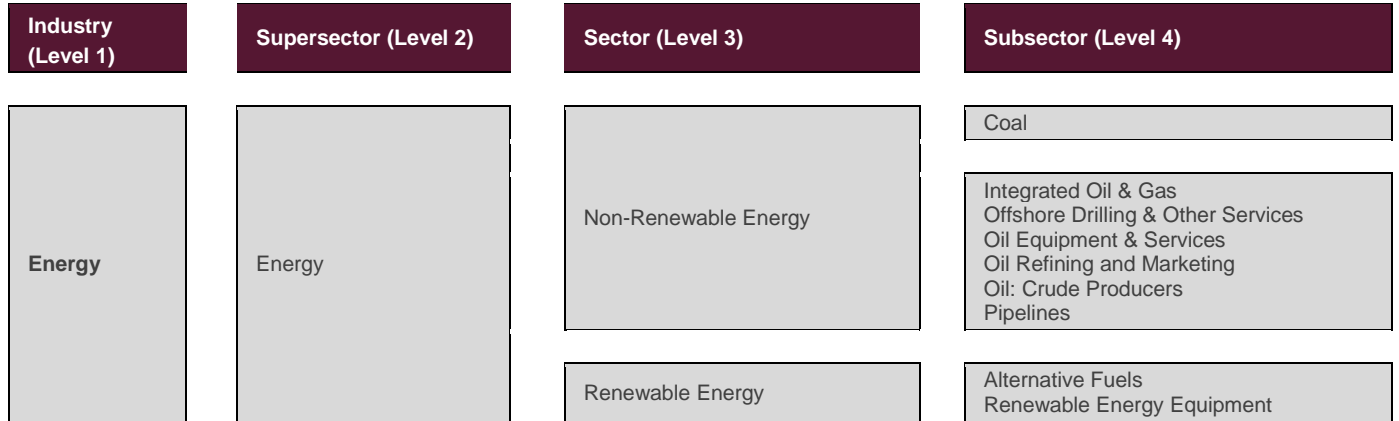 Industry
(Level 1)
Supersector (Level 2)
Sector (Level 3)
Subsector (Level 4)
Energy
Energy
Non-Renewable Energy
Coal
Integrated Oil & Gas
Offshore Drilling & Other Services
Oil Equipment & Services
Oil Refining and Marketing
Oil: Crude Producers
Pipelines
Renewable Energy
Alternative Fuels
Renewable Energy Equipment